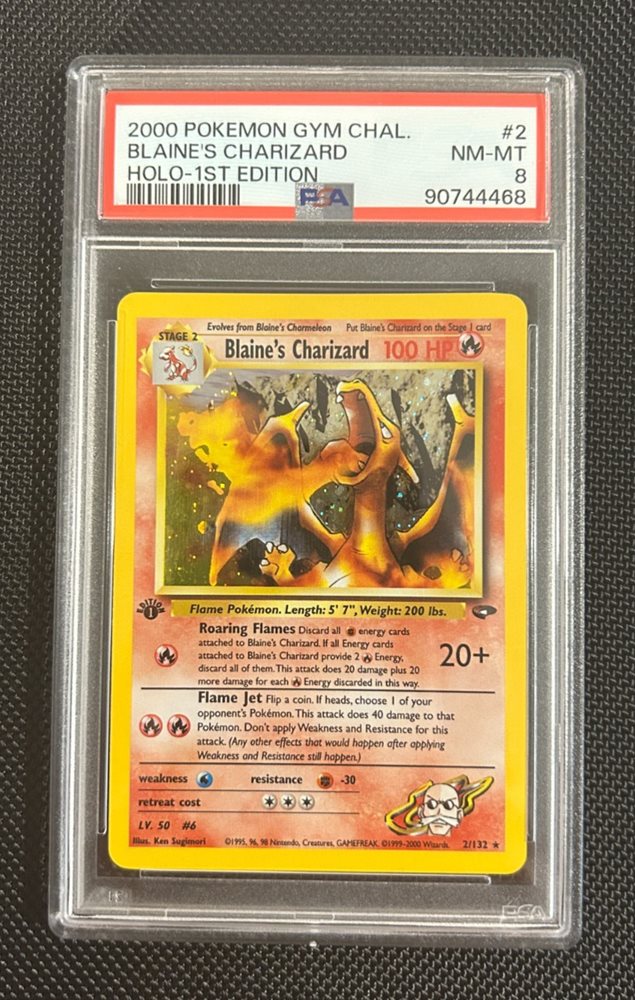 2000 POKEMON GYM CHAL. #2
BLAINE'S CHARIZARD NM-MT
HOLO-1ST EDITION 8
PSA 90744468
Evolves from Blaine's Charmeleon Put Blaine's Charizard on the Stage 1 card
STAGE 2
Blaine's Charizard 100 HP
EDITION
1
Flame Pokémon. Length: 5' 7", Weight: 200 lbs.
Roaring Flames Discard all energy cards
attached to Blaine's Charizard. If all Energy cards
attached to Blaine's Charizard provide 2 Energy,
discard all of them. This attack does 20 damage plus 20
more damage for each Energy discarded in this way.
20+
Flame Jet Flip a coin. If heads, choose 1 of your
opponent's Pokémon. This attack does 40 damage to that
Pokémon. Don't apply Weakness and Resistance for this
attack. (Any other effects that would happen after applying
Weakness and Resistance still happen.)
weakness resistance -30
retreat cost
LV. 50 #6
Illus. Ken Sugimori ©1995, 96, 98 Nintendo, Creatures, GAMEFREAK. ©1999-2000 Wizards. 2/132 ★
PSA